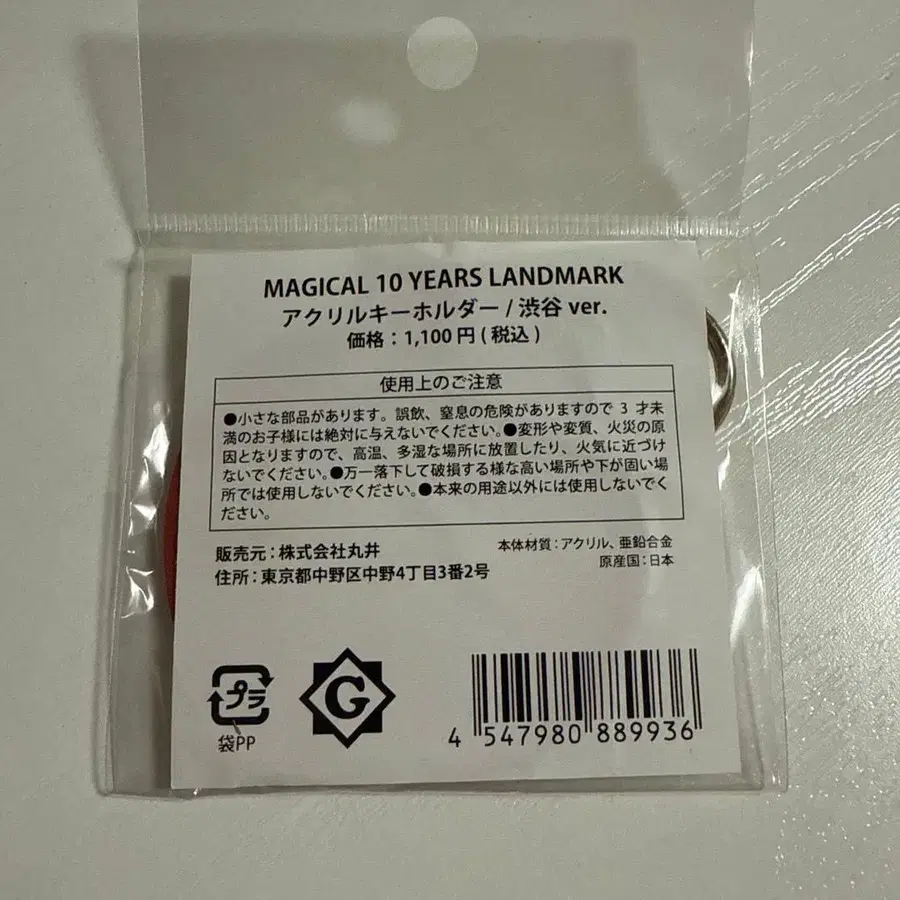 MAGICAL 10 YEARS LANDMARK
アクリルキーホルダー / 渋谷 ver.
価格：1,100円 ( 税込 )
使用上のご注意
●小さな部品があります。誤飲、窒息の危険がありますので 3 才未
満のお子様には絶対に与えないでください。●変形や変質、火災の原
因となりますので、高温、多湿な場所に放置したり、火気に近づけ
ないでください。●万一落下して破損する様な高い場所や下が固い場
所では使用しないでください。●本来の用途以外には使用しないでく
ださい。
販売元：株式会社丸井
住所：東京都中野区中野4丁目3番2号
本体材質：アクリル、亜鉛合金
原産国：日本
プラ
袋PP
G
4 547980 889936